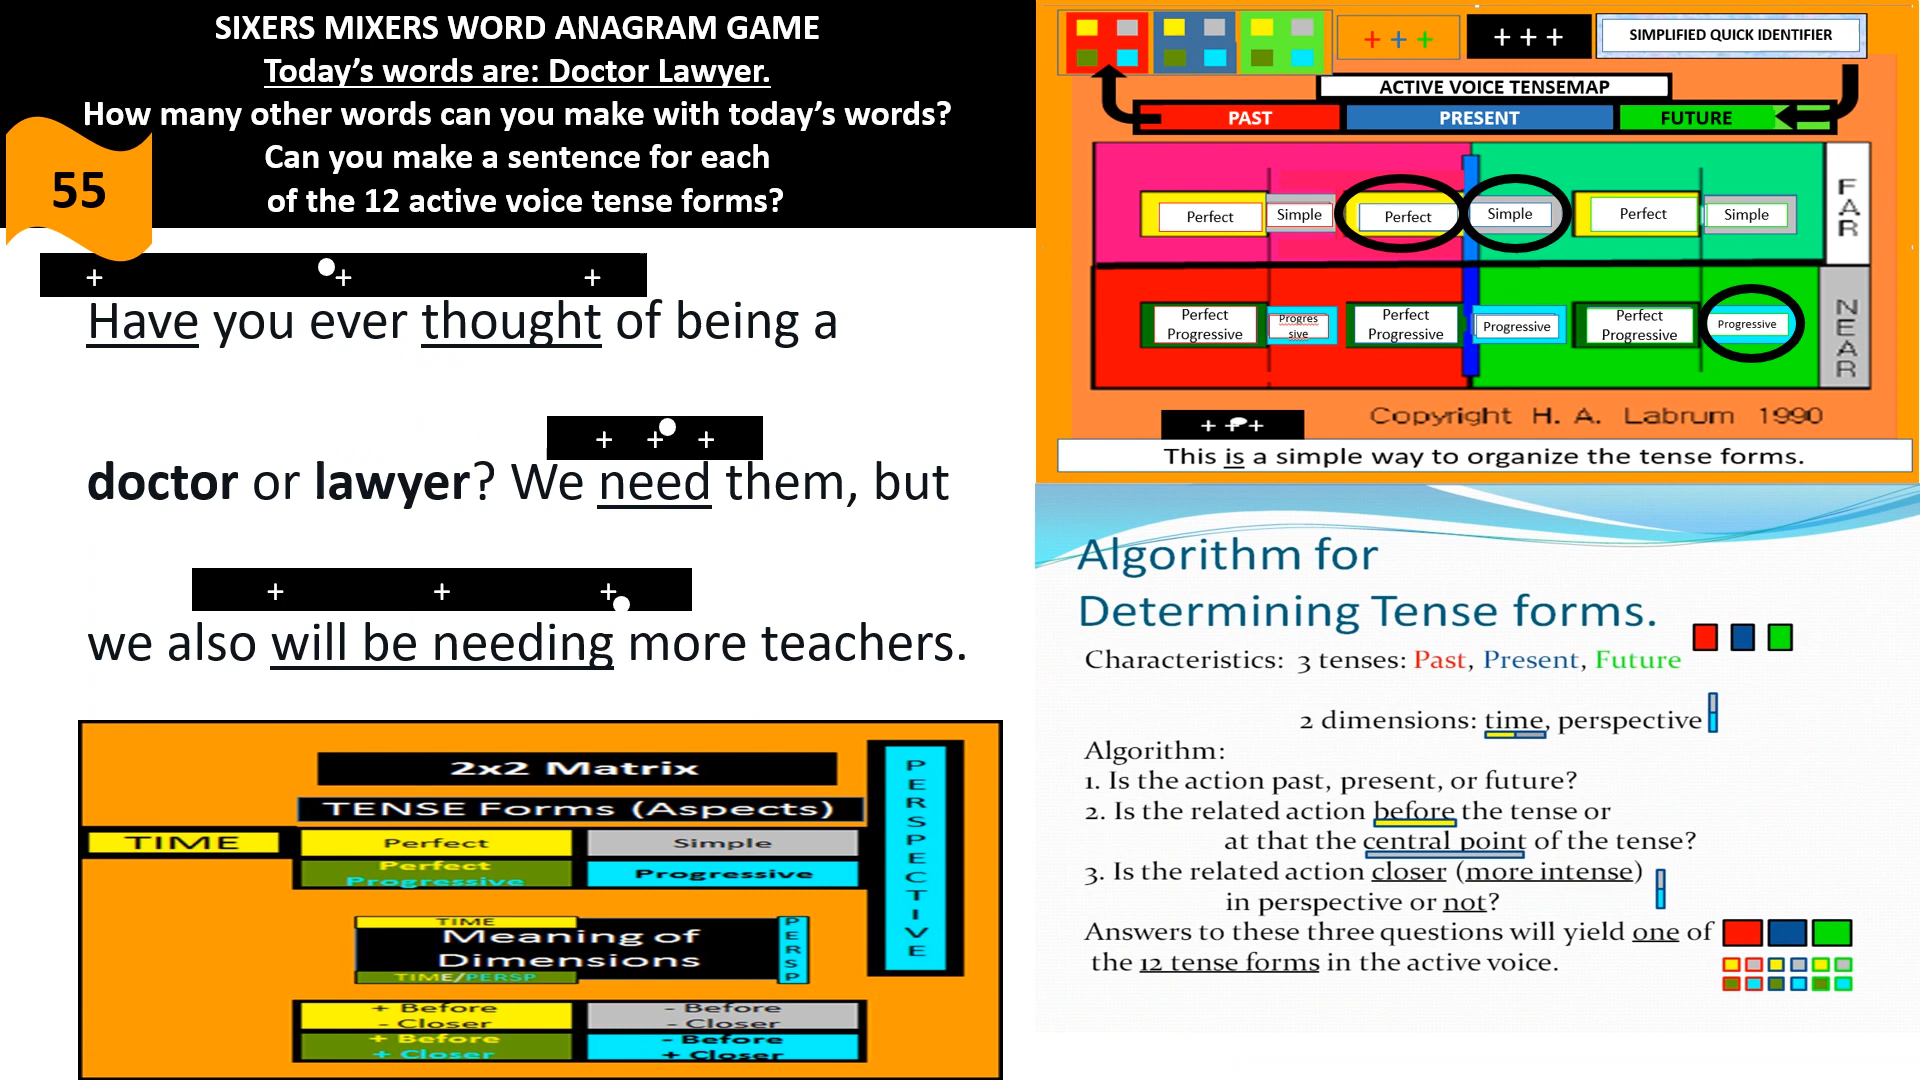 SIXERS MIXERS WORD ANAGRAM GAME
Today’s words are: Doctor Lawyer.
How many other words can you make with today’s words?
Can you make a sentence for each
of the 12 active voice tense forms?
55
+ + +
Have you ever thought of being a
+ + +
doctor or lawyer? We need them, but
+ + +
we also will be needing more teachers.
2x2 Matrix
TENSE Forms (Aspects)
TIME
Perfect Simple
Perfect Progressive
Progressive
PERSPECTIVE
TIME
Meaning of
Dimensions
TIME/PERSP
PERSP
+ Before - Before
- Closer - Closer
+ Before - Before
+ Closer + Closer
+ + +
+ + +
SIMPLIFIED QUICK IDENTIFIER
ACTIVE VOICE TENSEMAP
PAST PRESENT FUTURE
Perfect Simple Perfect Simple Perfect Simple
FAR
Perfect Progres Perfect Progressive Perfect Progressive
Progressive sive Progressive Progressive
NEAR
Copyright H. A. Labrum 1990
+ + +
This is a simple way to organize the tense forms.
Algorithm for
Determining Tense forms.
Characteristics: 3 tenses: Past, Present, Future
2 dimensions: time, perspective
Algorithm:
1. Is the action past, present, or future?
2. Is the related action before the tense or
at that the central point of the tense?
3. Is the related action closer (more intense)
in perspective or not?
Answers to these three questions will yield one of
the 12 tense forms in the active voice.